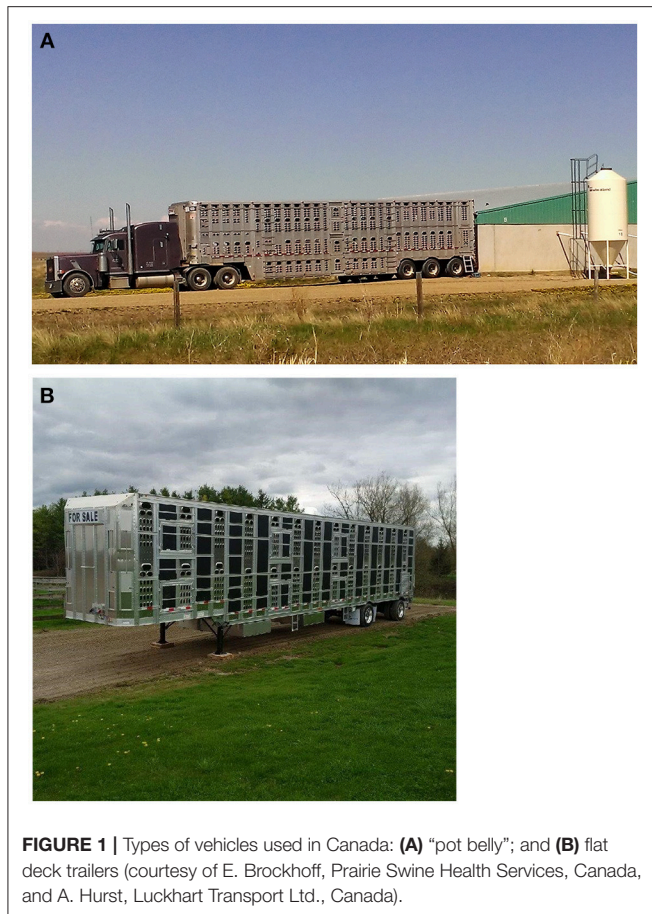 A
B
FOR SALE
FIGURE 1 | Types of vehicles used in Canada: (A) “pot belly”; and (B) flat
deck trailers (courtesy of E. Brockhoff, Prairie Swine Health Services, Canada,
and A. Hurst, Luckhart Transport Ltd., Canada).